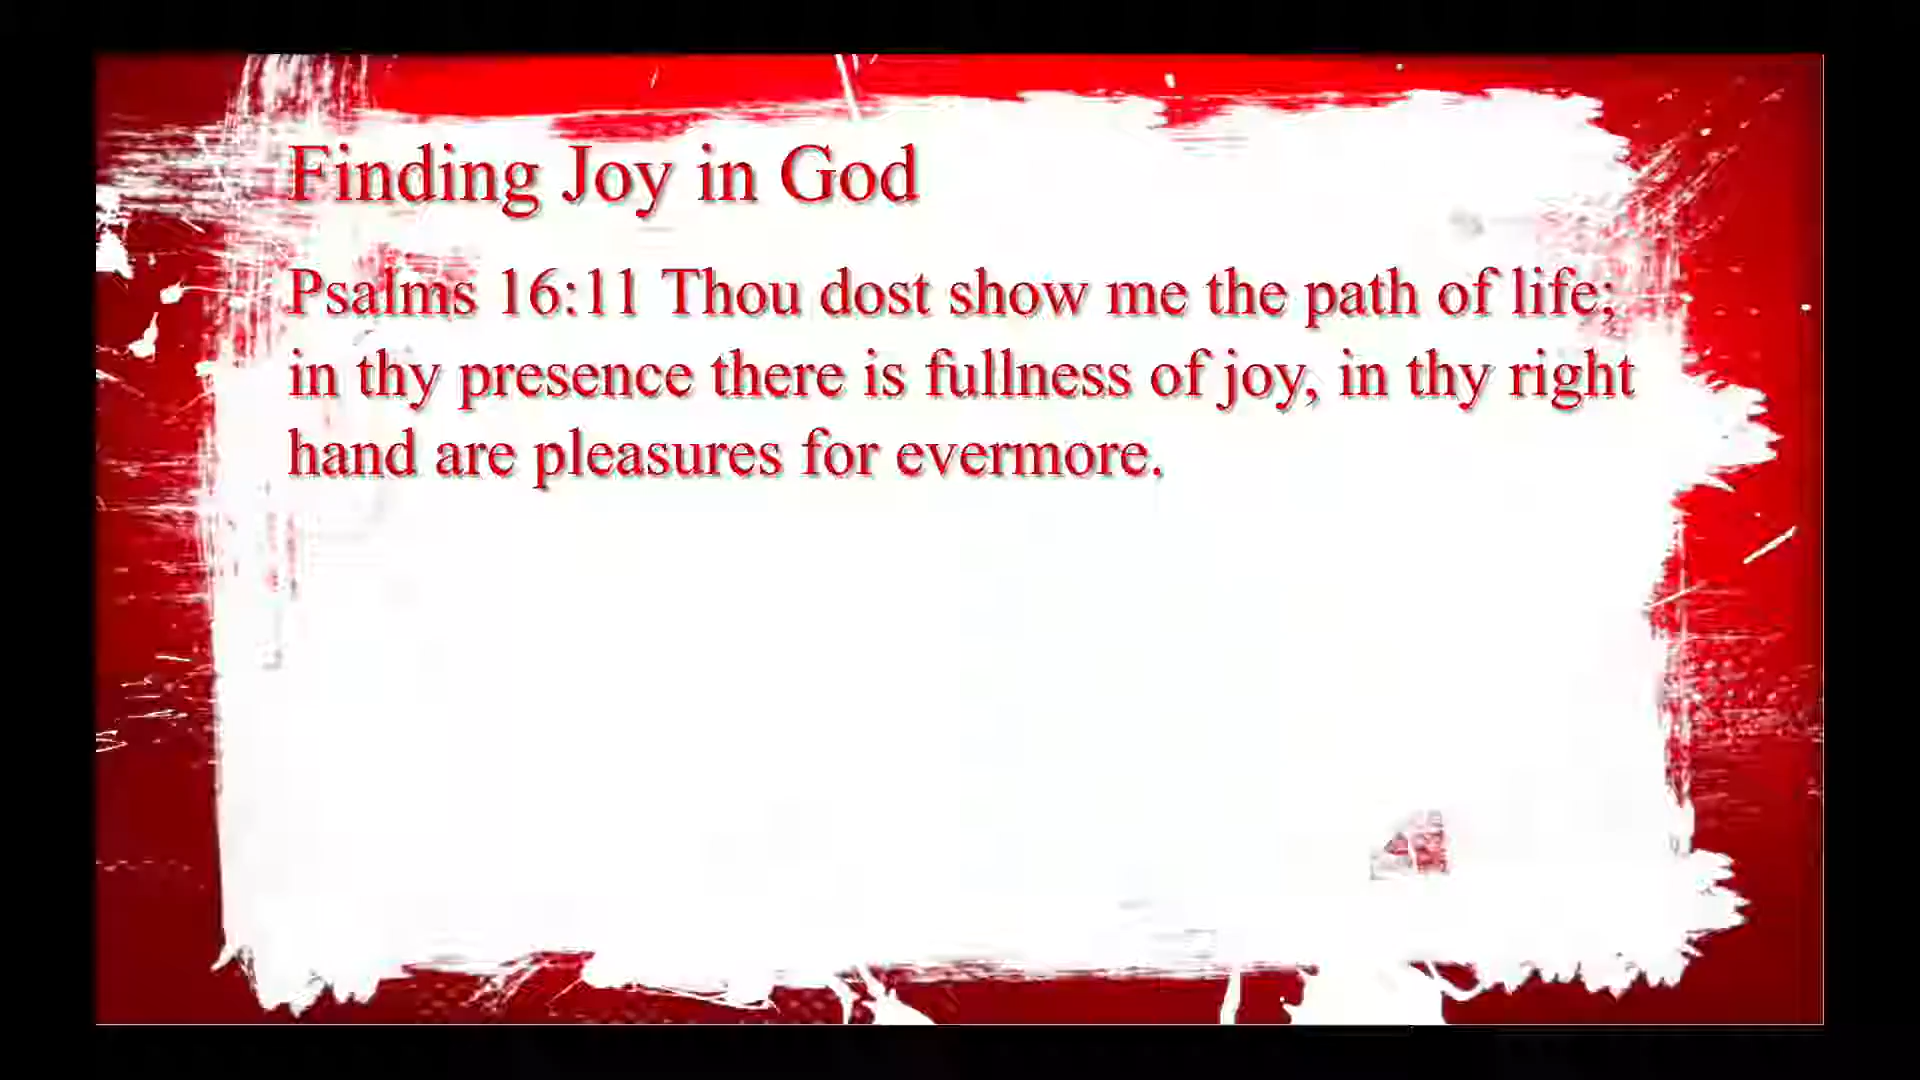 Finding Joy in God
Psalms 16:11 Thou dost show me the path of life;
in thy presence there is fullness of joy, in thy right
hand are pleasures for evermore.